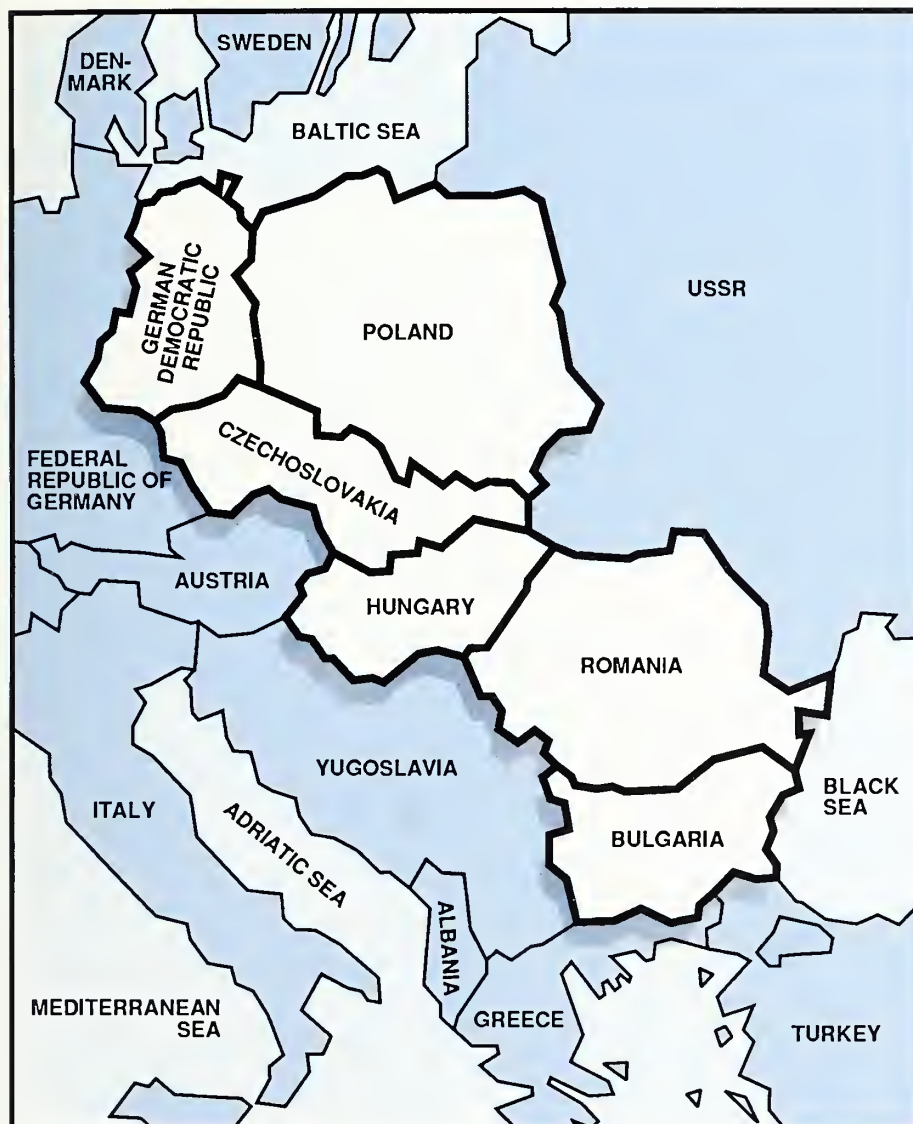 SWEDEN
DEN-
MARK
BALTIC SEA
USSR
GERMAN
DEMOCRATIC
REPUBLIC
POLAND
CZECHOSLOVAKIA
FEDERAL
REPUBLIC OF
GERMANY
AUSTRIA
HUNGARY
ROMANIA
YUGOSLAVIA
BLACK
SEA
ITALY
ADRIATIC SEA
BULGARIA
ALBANIA
MEDITERRANEAN
SEA
GREECE
TURKEY